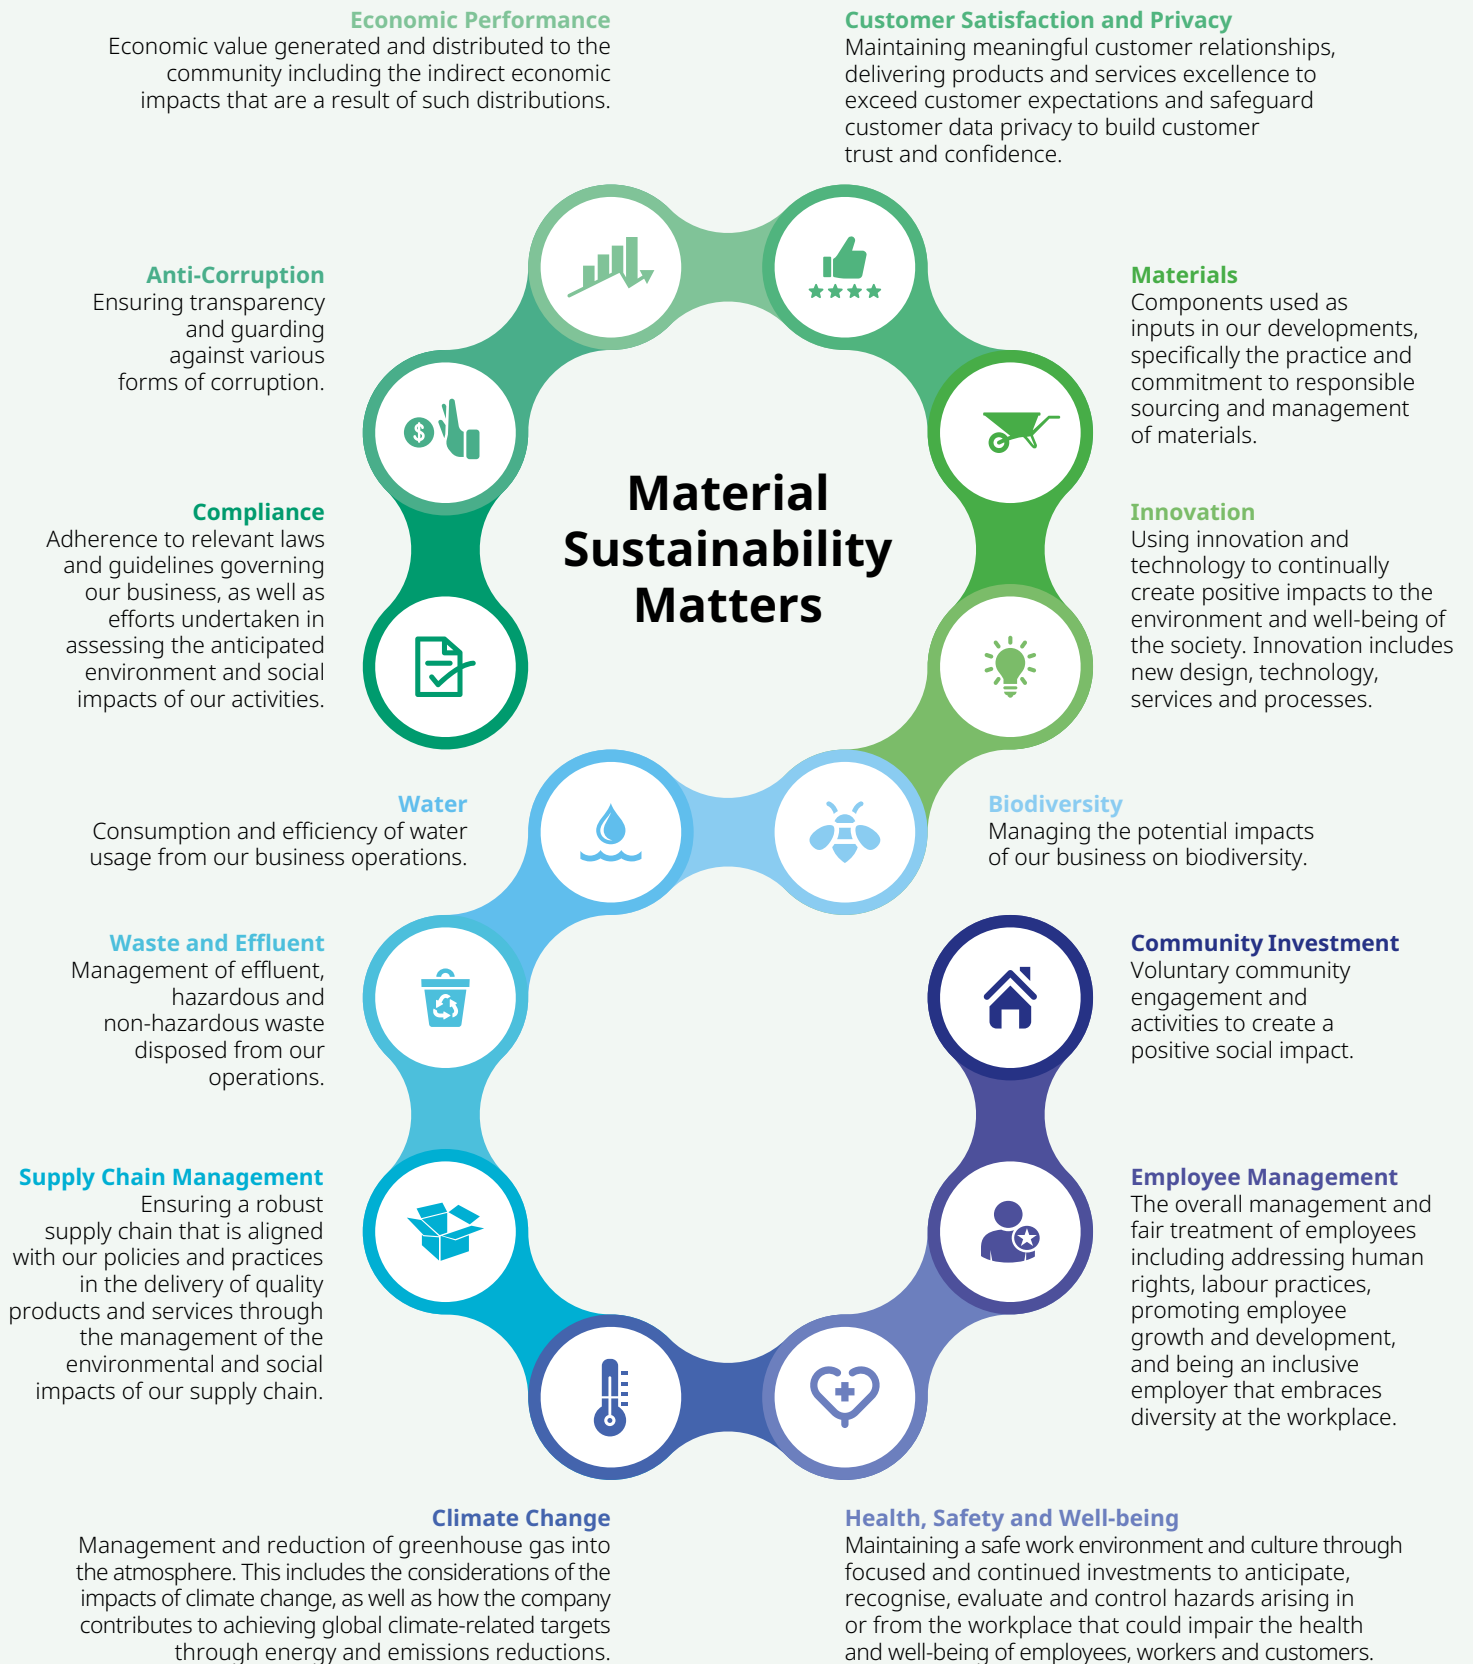 Economic Performance
Economic value generated and distributed to the
community including the indirect economic
impacts that are a result of such distributions.
Customer Satisfaction and Privacy
Maintaining meaningful customer relationships,
delivering products and services excellence to
exceed customer expectations and safeguard
customer data privacy to build customer
trust and confidence.
Anti-Corruption
Ensuring transparency
and guarding
against various
forms of corruption.
Materials
Components used as
inputs in our developments,
specifically the practice and
commitment to responsible
sourcing and management
of materials.
$
Material
Sustainability
Matters
Compliance
Adherence to relevant laws
and guidelines governing
our business, as well as
efforts undertaken in
assessing the anticipated
environment and social
impacts of our activities.
Innovation
Using innovation and
technology to continually
create positive impacts to the
environment and well-being of
the society. Innovation includes
new design, technology,
services and processes.
Water
Consumption and efficiency of water
usage from our business operations.
Biodiversity
Managing the potential impacts
of our business on biodiversity.
Waste and Effluent
Management of effluent,
hazardous and
non-hazardous waste
disposed from our
operations.
Community Investment
Voluntary community
engagement and
activities to create a
positive social impact.
Supply Chain Management
Ensuring a robust
supply chain that is aligned
with our policies and practices
in the delivery of quality
products and services through
the management of the
environmental and social
impacts of our supply chain.
Employee Management
The overall management and
fair treatment of employees
including addressing human
rights, labour practices,
promoting employee
growth and development,
and being an inclusive
employer that embraces
diversity at the workplace.
Climate Change
Management and reduction of greenhouse gas into
the atmosphere. This includes the considerations of the
impacts of climate change, as well as how the company
contributes to achieving global climate-related targets
through energy and emissions reductions.
Health, Safety and Well-being
Maintaining a safe work environment and culture through
focused and continued investments to anticipate,
recognise, evaluate and control hazards arising in
or from the workplace that could impair the health
and well-being of employees, workers and customers.